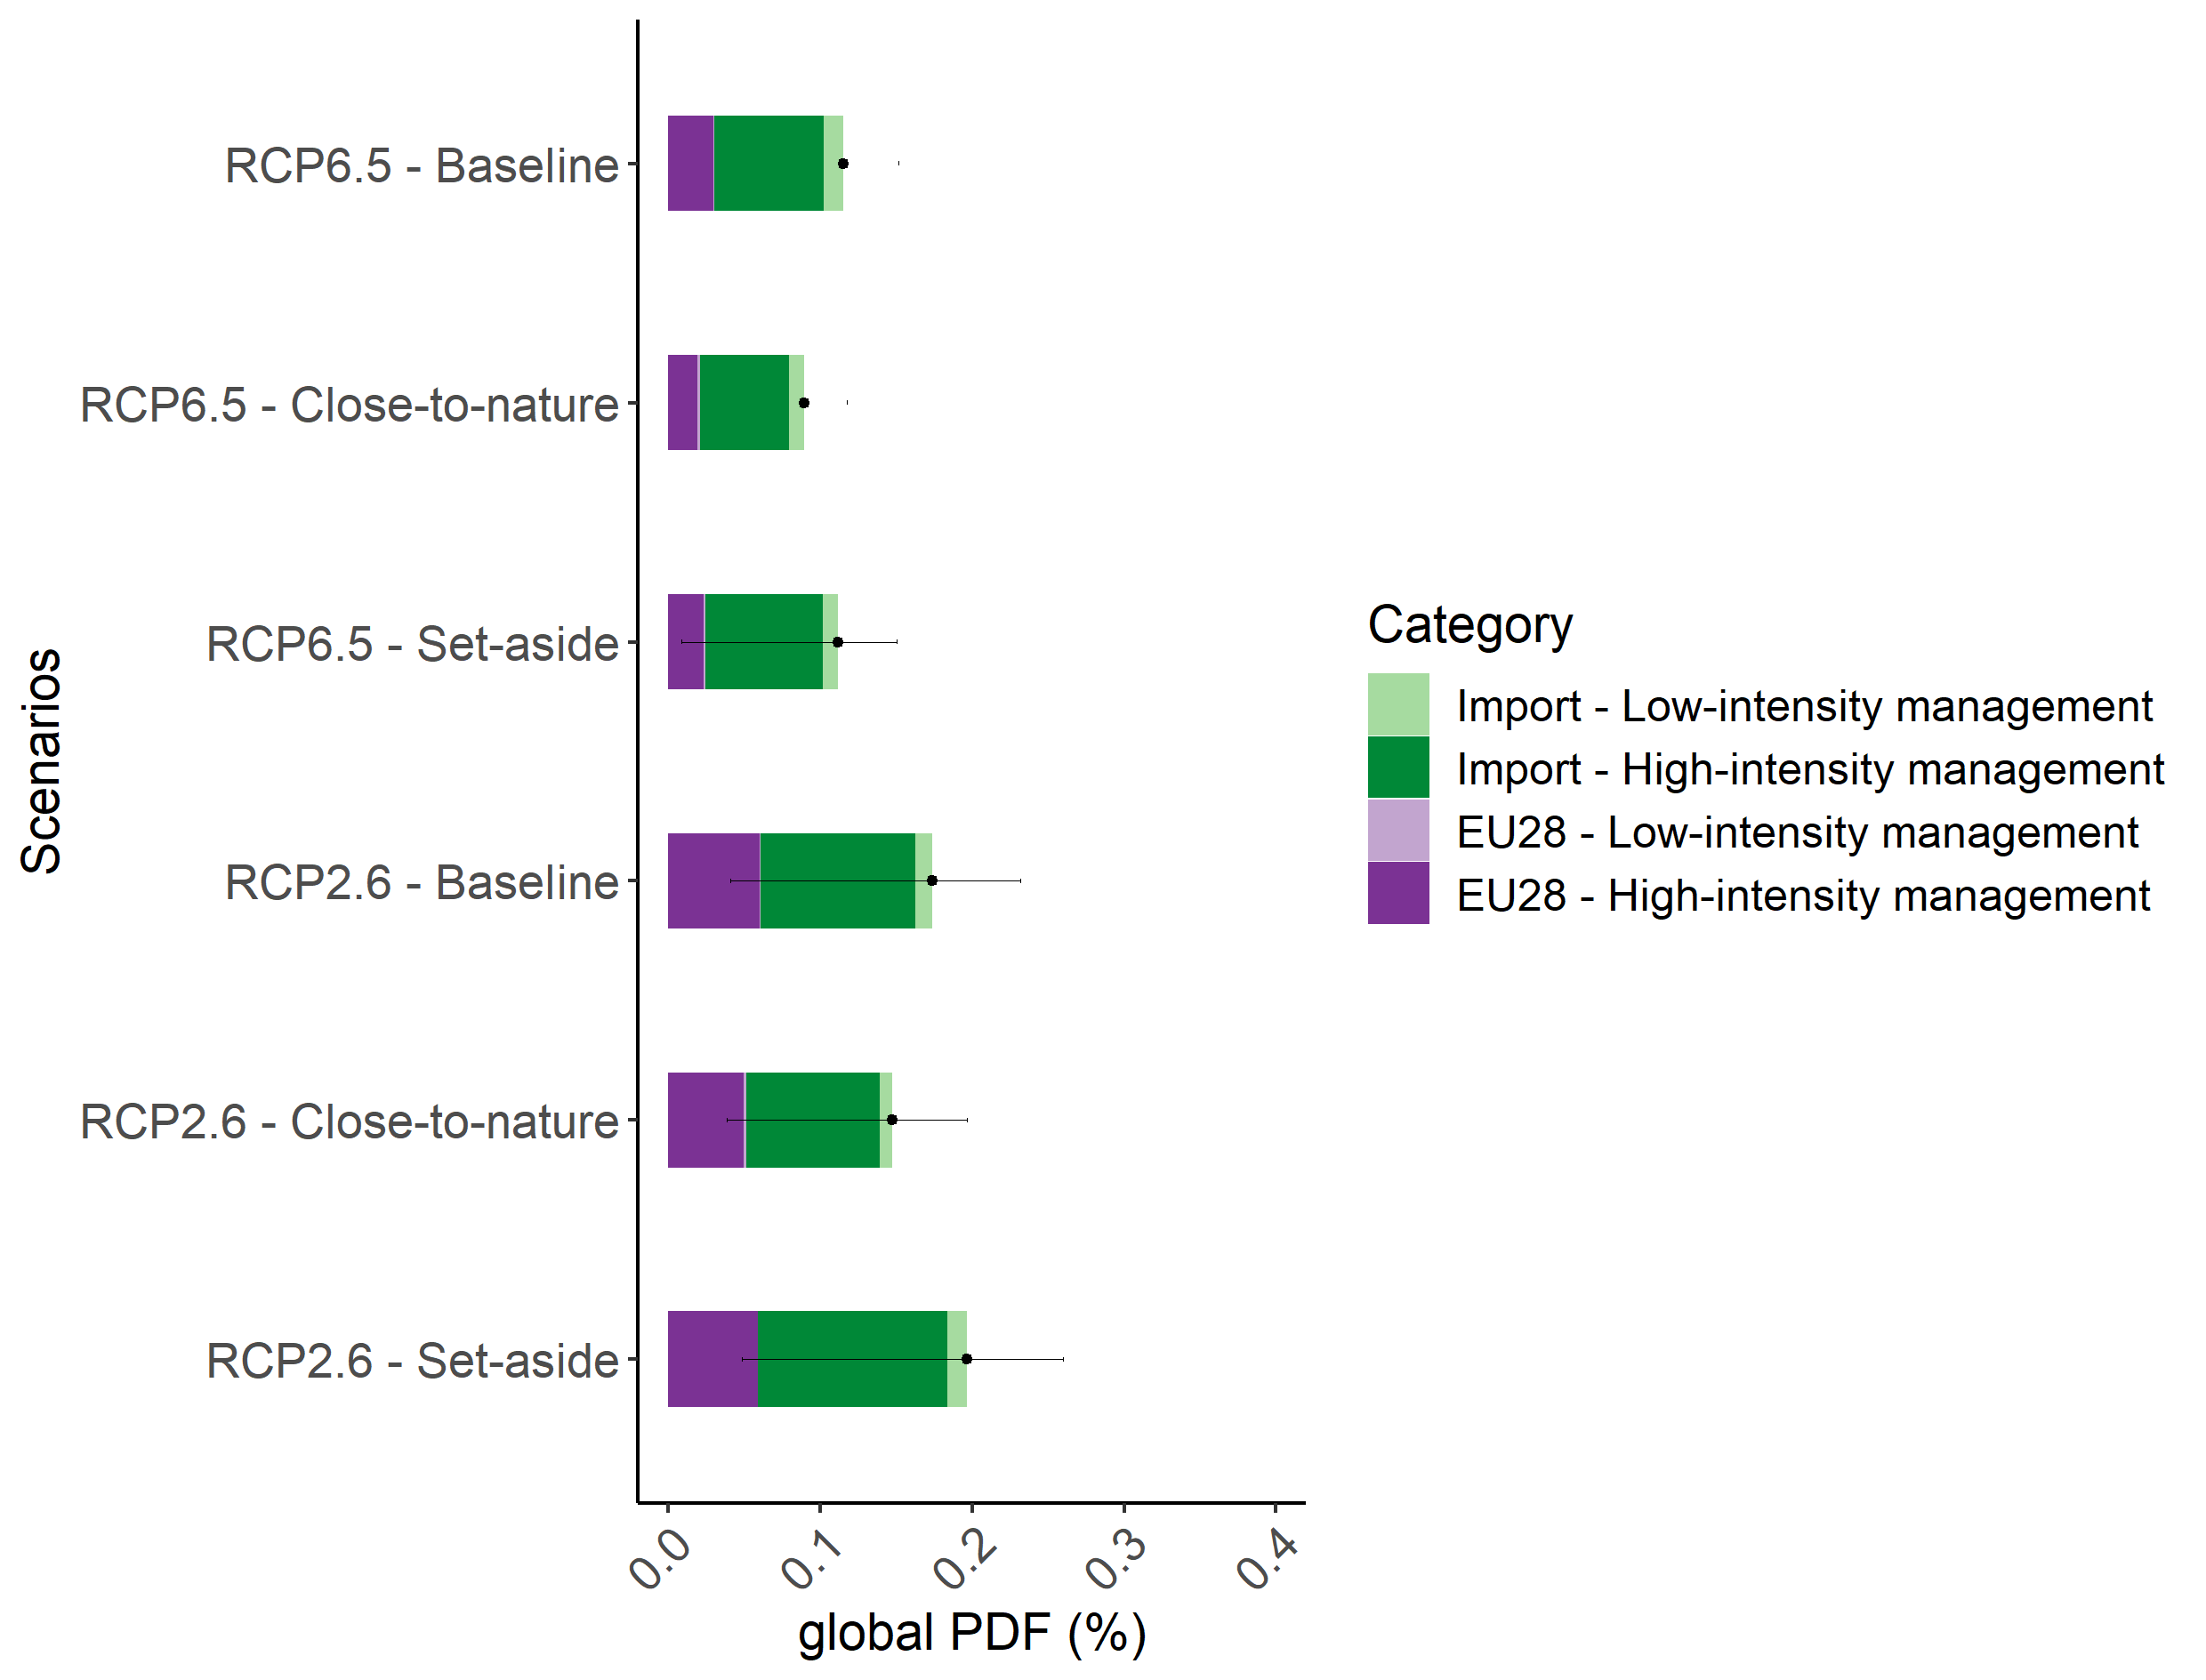 Scenarios
RCP6.5 - Baseline
RCP6.5 - Close-to-nature
RCP6.5 - Set-aside
RCP2.6 - Baseline
RCP2.6 - Close-to-nature
RCP2.6 - Set-aside
0.0
0.1
0.2
0.3
0.4
global PDF (%)
Category
Import - Low-intensity management
Import - High-intensity management
EU28 - Low-intensity management
EU28 - High-intensity management